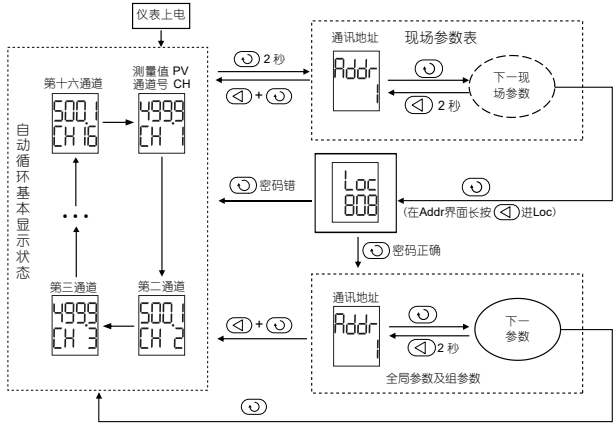 仪表上电
自动循环基本显示状态
第十六通道
500.1
CH 16
测量值 PV
通道号 CH
499.9
CH 1
...
第三通道
499.9
CH 3
第二通道
500.1
CH 2
2 秒
+
现场参数表
通讯地址
Addr
1
2 秒
下一现
场参数
密码错
Loc
808
(在Addr界面长按 进Loc)
密码正确
+
通讯地址
Addr
1
2 秒
下一
参数
全局参数及组参数